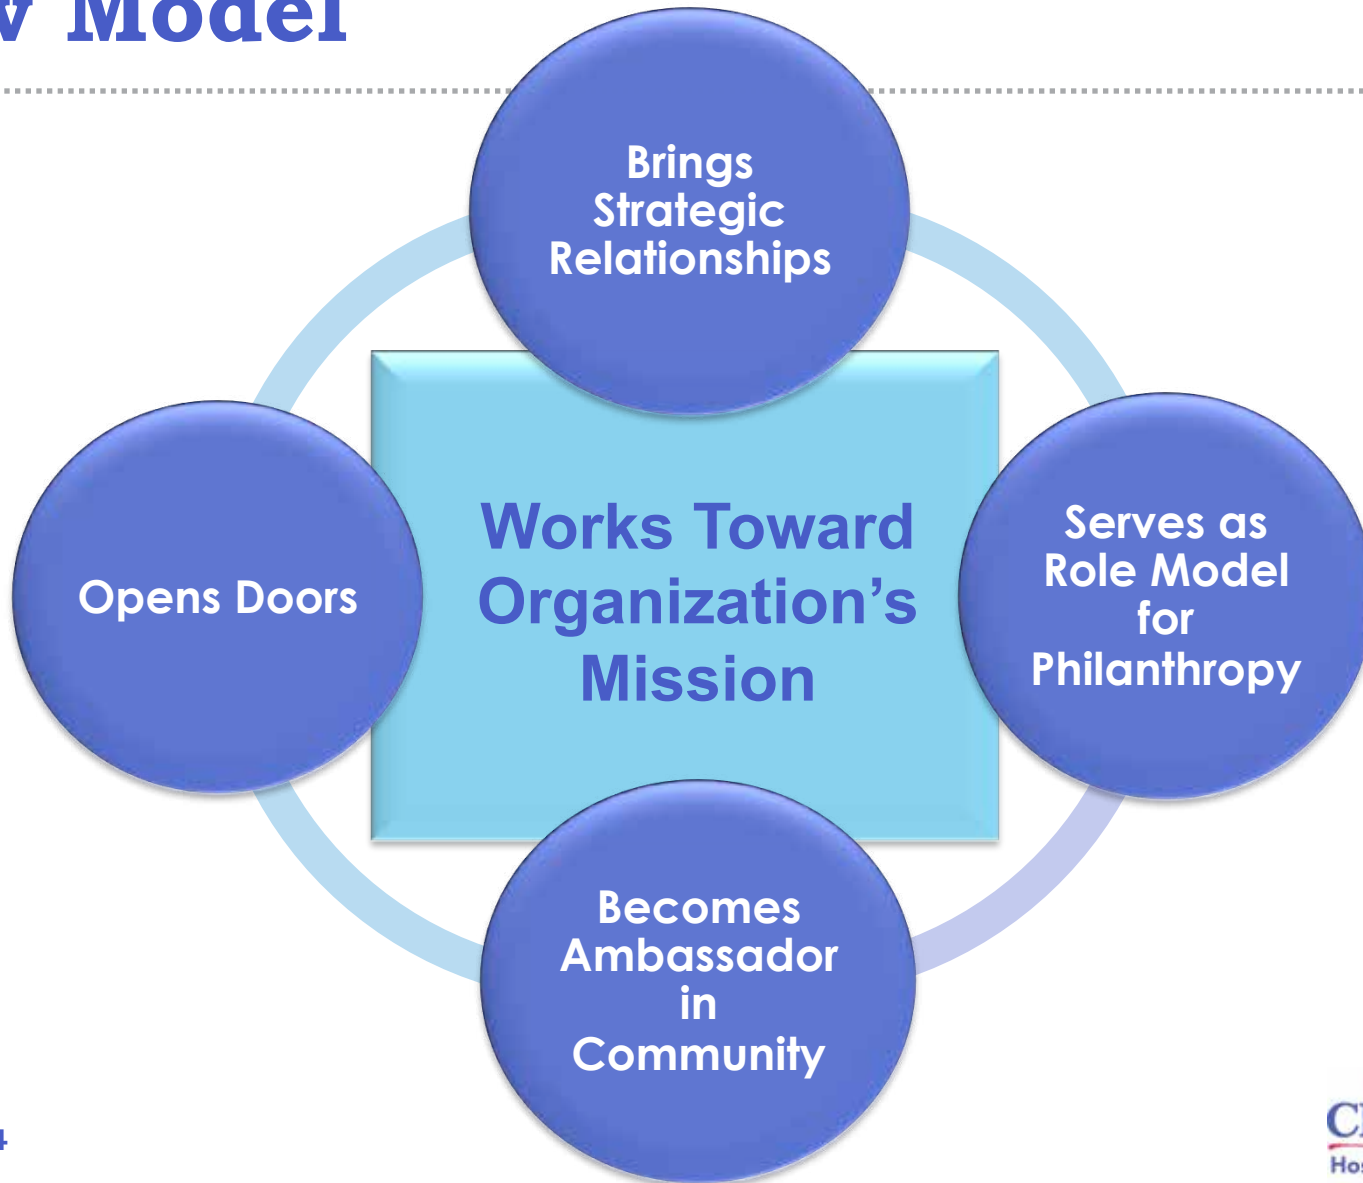 Model
Brings
Strategic
Relationships
Opens Doors
Works Toward
Organization’s
Mission
Serves as
Role Model
for
Philanthropy
Becomes
Ambassador
in
Community
4